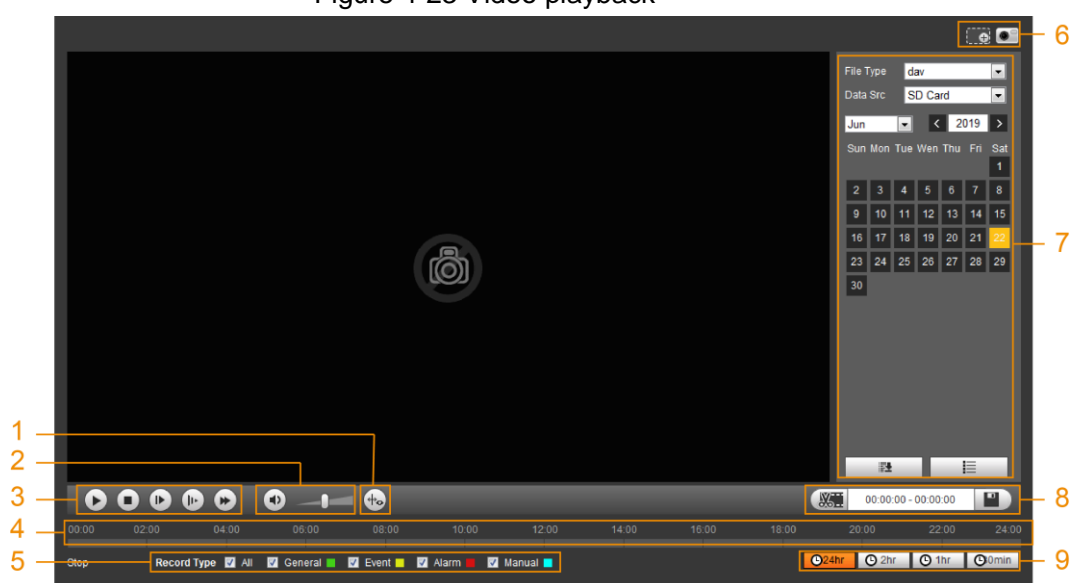 Figure 4-28 Video playback
6
File Type dav
Data Src SD Card
Jun 2019
Sun Mon Tue Wen Thu Fri Sat
1
2 3 4 5 6 7 8
9 10 11 12 13 14 15
16 17 18 19 20 21 22
23 24 25 26 27 28 29
30
7
1
2
3
00:00:00 - 00:00:00
8
4
00:00 02:00 04:00 06:00 08:00 10:00 12:00 14:00 16:00 18:00 20:00 22:00 24:00
5
Stop Record Type All General Event Alarm Manual
24hr 2hr 1hr 30min
9